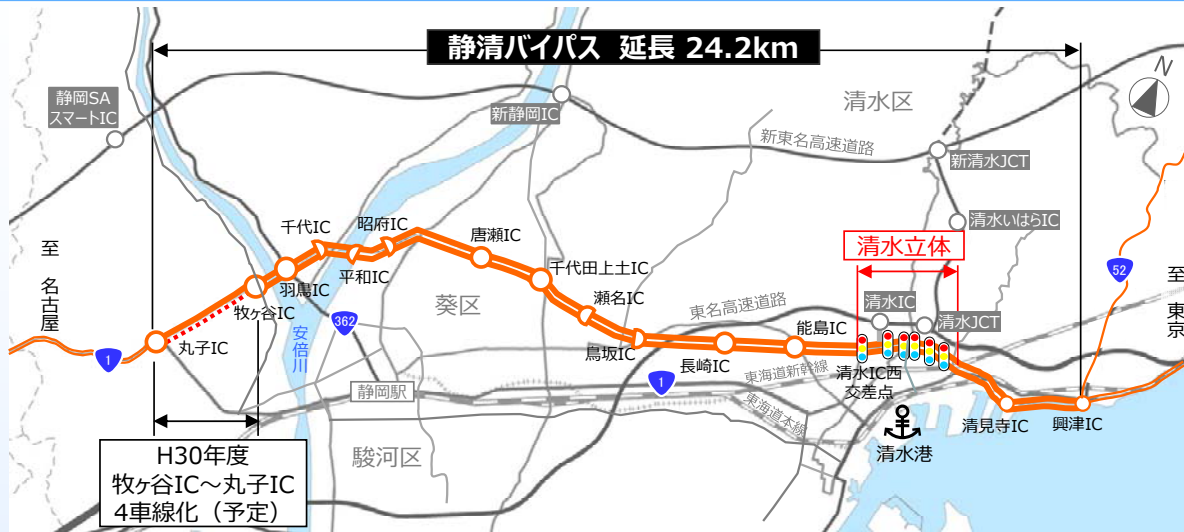 静清バイパス 延長 24.2km
N
静岡SA
スマートIC
新静岡IC
清水区
新東名高速道路
新清水JCT
清水いはらIC
清水立体
52
至 東京
至 名古屋
千代IC
昭府IC
唐瀬IC
千代田上土IC
平和IC
羽鳥IC
牧ヶ谷IC
葵区
瀬名IC
東名高速道路
清水IC
清水JCT
362
安倍川
丸子IC
1
鳥坂IC
長崎IC
能島IC
清水IC西
交差点
東海道新幹線
1
静岡駅
東海道本線
清見寺IC
興津IC
清水港
駿河区
H30年度
牧ヶ谷IC～丸子IC
4車線化（予定）